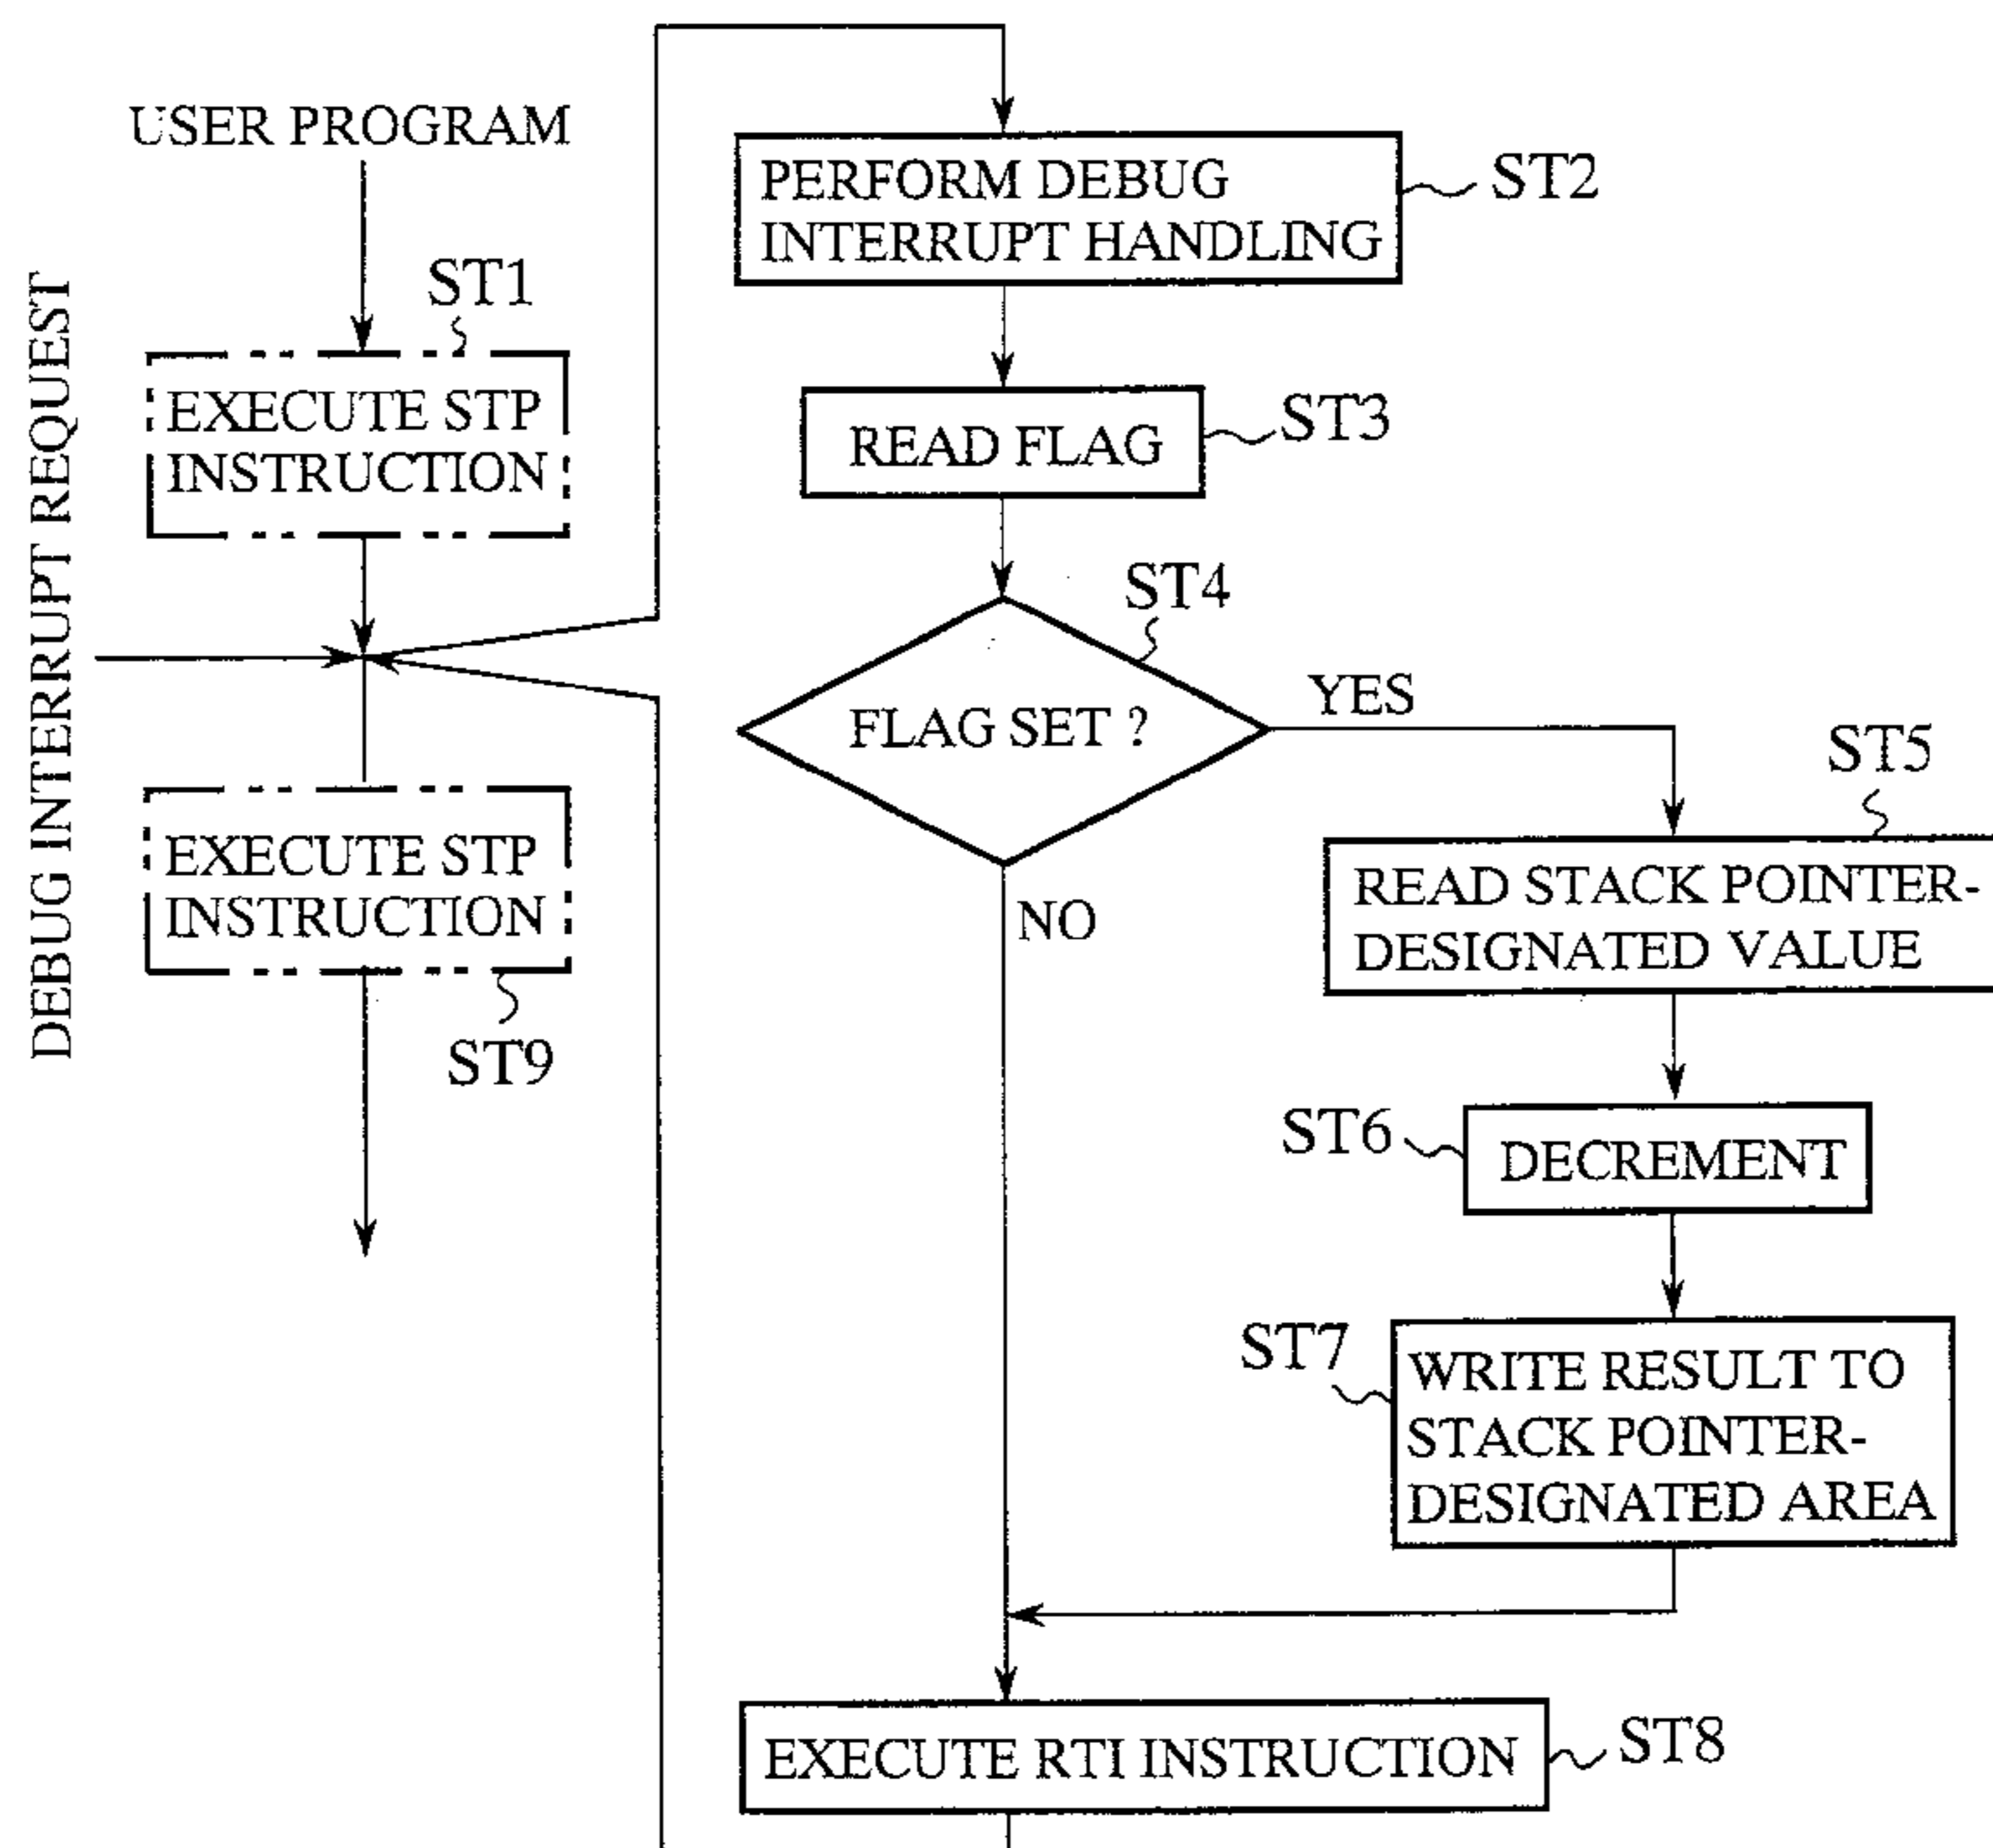 USER PROGRAM
ST1
EXECUTE STP
INSTRUCTION
DEBUG INTERRUPT REQUEST
EXECUTE STP
INSTRUCTION
ST9
PERFORM DEBUG
INTERRUPT HANDLING
ST2
READ FLAG
ST3
ST4
FLAG SET ?
YES
NO
ST5
READ STACK POINTER-
DESIGNATED VALUE
ST6
DECREMENT
ST7
WRITE RESULT TO
STACK POINTER-
DESIGNATED AREA
EXECUTE RTI INSTRUCTION
ST8